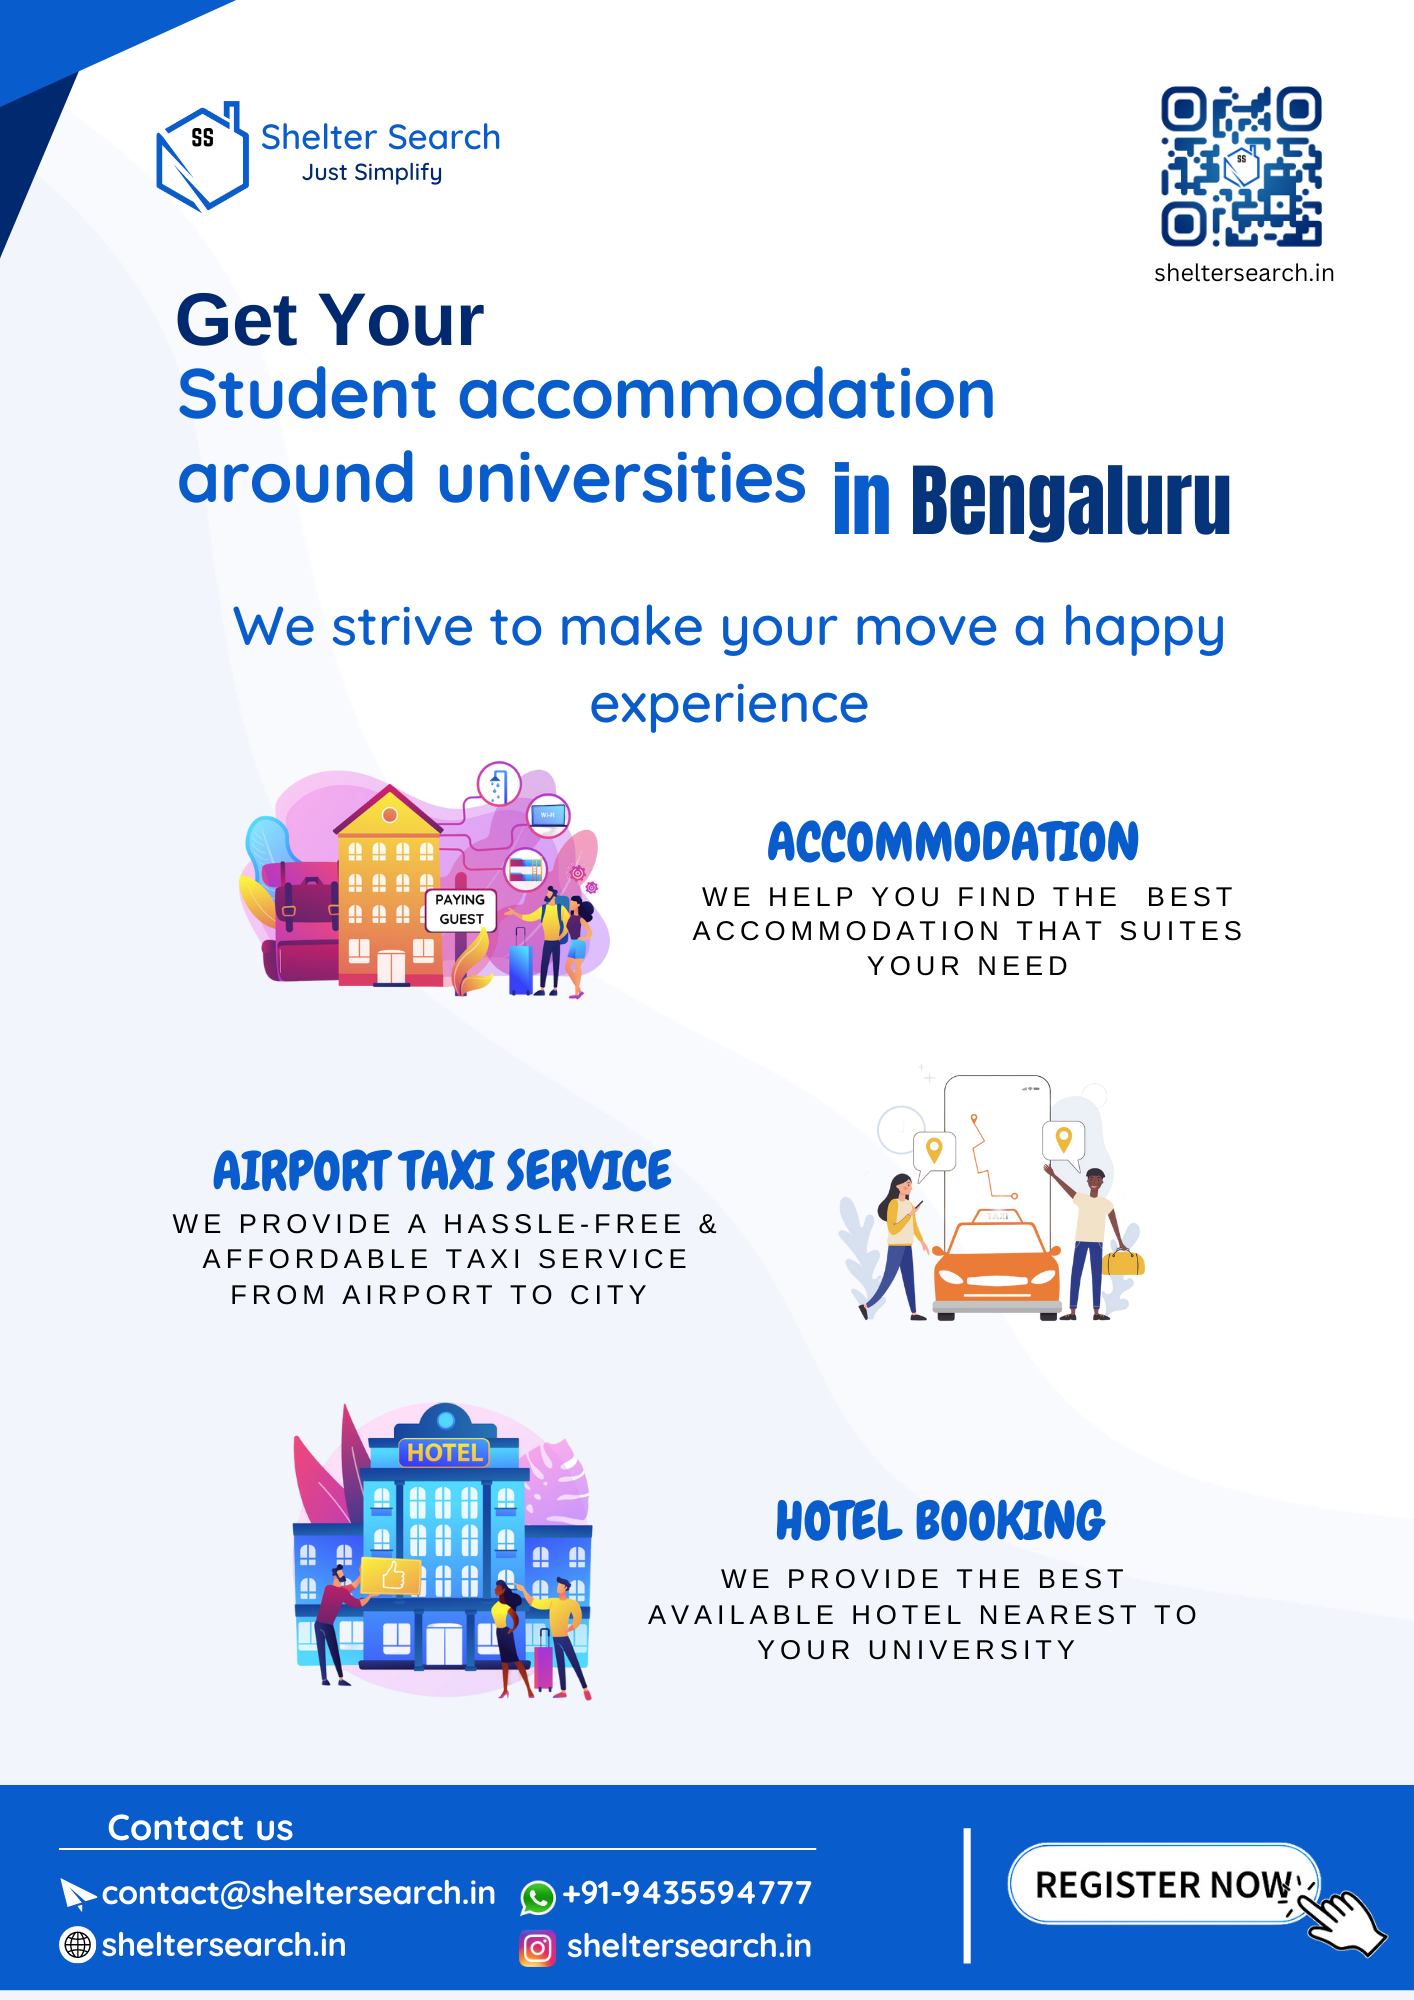 SS
Shelter Search
Just Simplify
SS
sheltersearch.in
Get Your
Student accommodation
around universities in Bengaluru
We strive to make your move a happy
experience
Wi-Fi
PAYING
GUEST
ACCOMMODATION
WE HELP YOU FIND THE BEST
ACCOMMODATION THAT SUITES
YOUR NEED
AIRPORT TAXI SERVICE
WE PROVIDE A HASSLE-FREE &
AFFORDABLE TAXI SERVICE
FROM AIRPORT TO CITY
TAXI
HOTEL
HOTEL BOOKING
WE PROVIDE THE BEST
AVAILABLE HOTEL NEAREST TO
YOUR UNIVERSITY
Contact us
contact@sheltersearch.in +91-9435594777
sheltersearch.in sheltersearch.in
REGISTER NOW